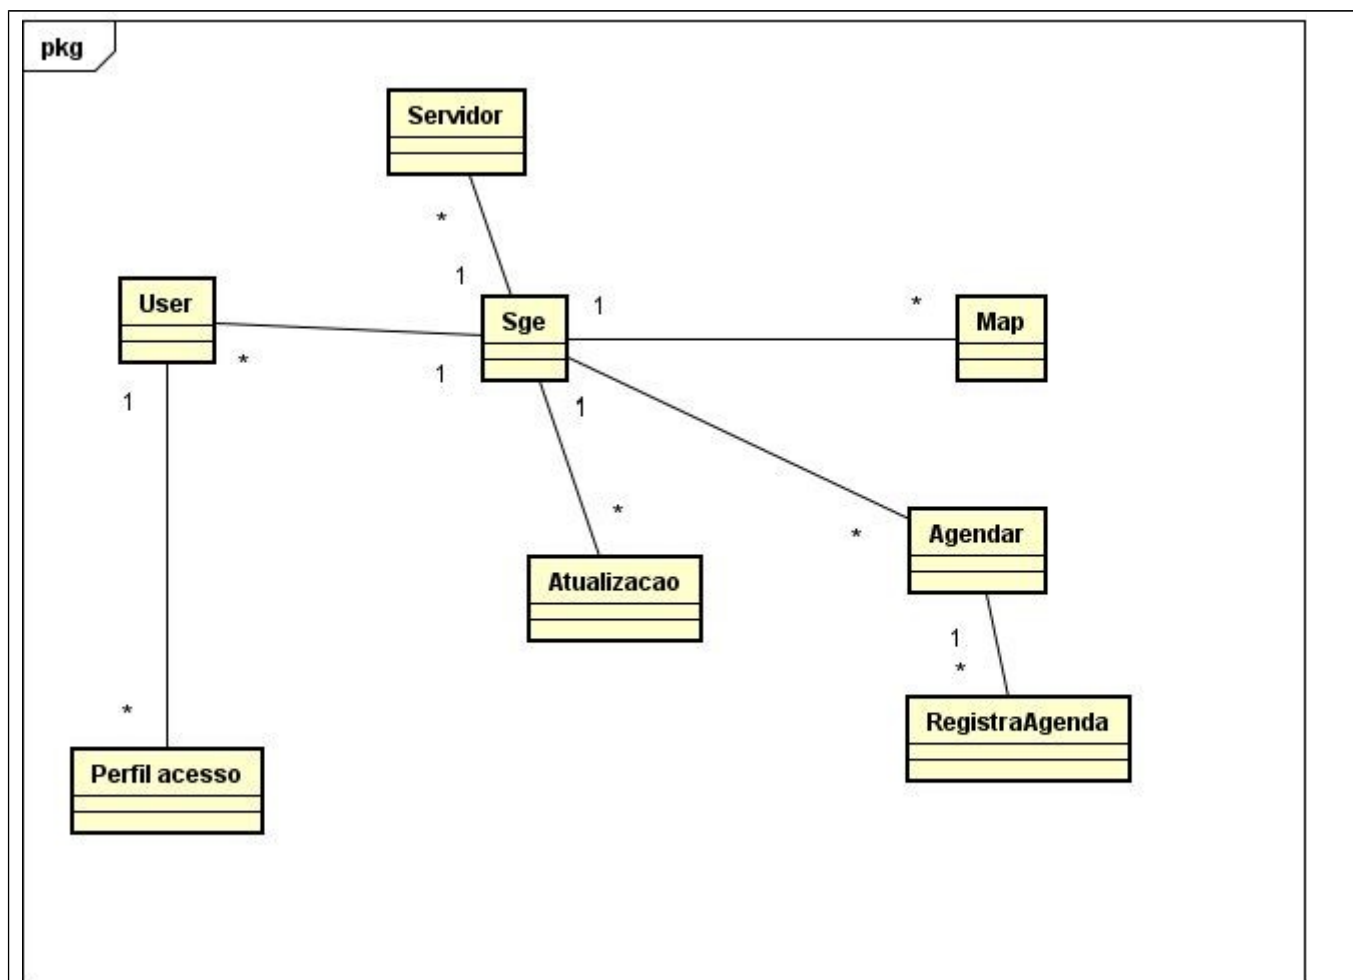 pkg
Servidor
*
1
User
*
1
Sge
1
*
Map
1
1
*
*
Atualizacao
Agendar
1
*
RegistraAgenda
*
Perfil acesso